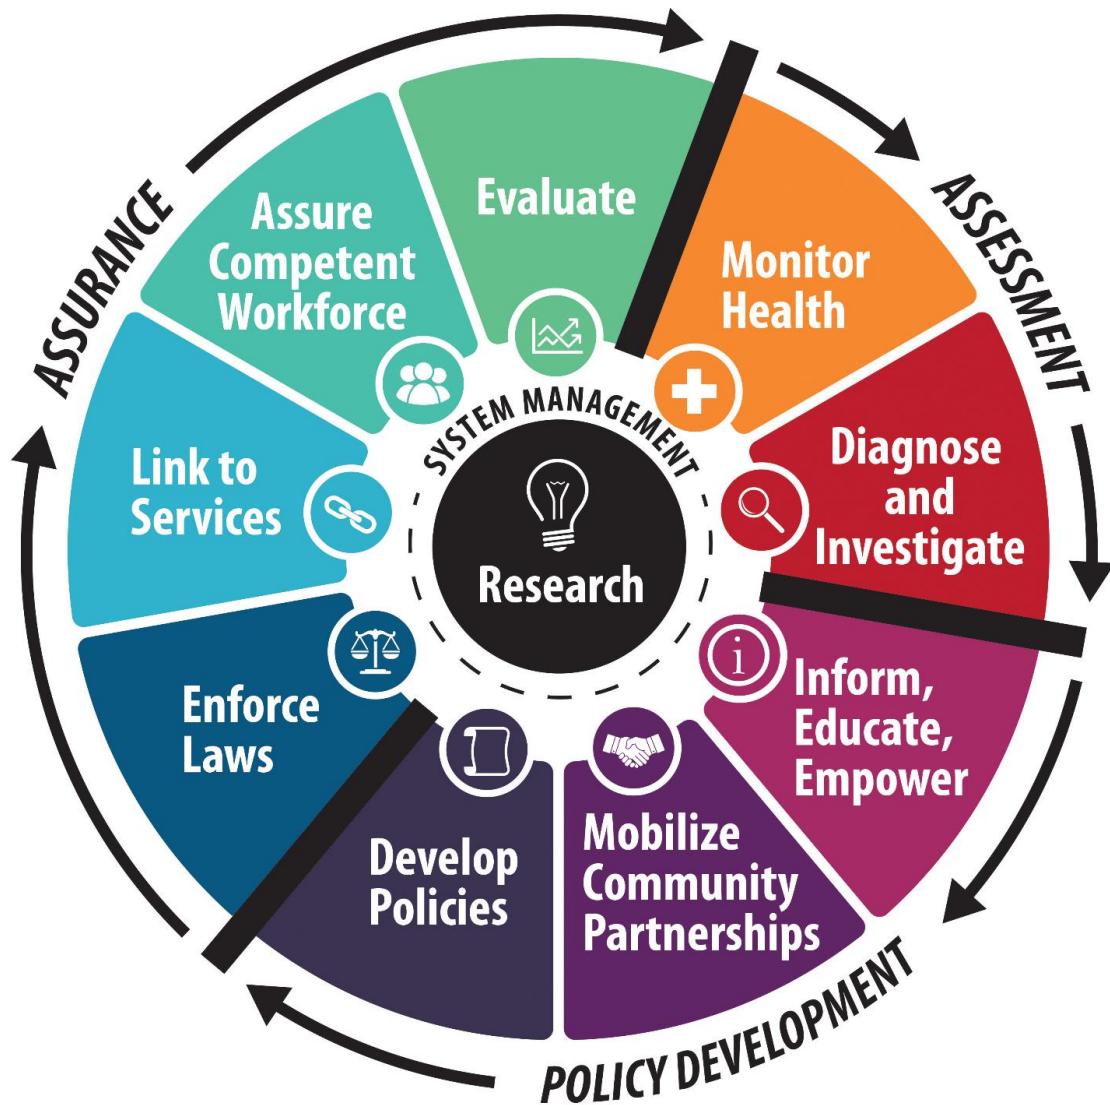 ASSESSMENT
Monitor
Health
Diagnose
and
Investigate
POLICY DEVELOPMENT
Inform,
Educate,
Empower
Mobilize
Community
Partnerships
Develop
Policies
ASSURANCE
Enforce
Laws
Link to
Services
Assure
Competent
Workforce
Evaluate
SYSTEM MANAGEMENT
Research
i